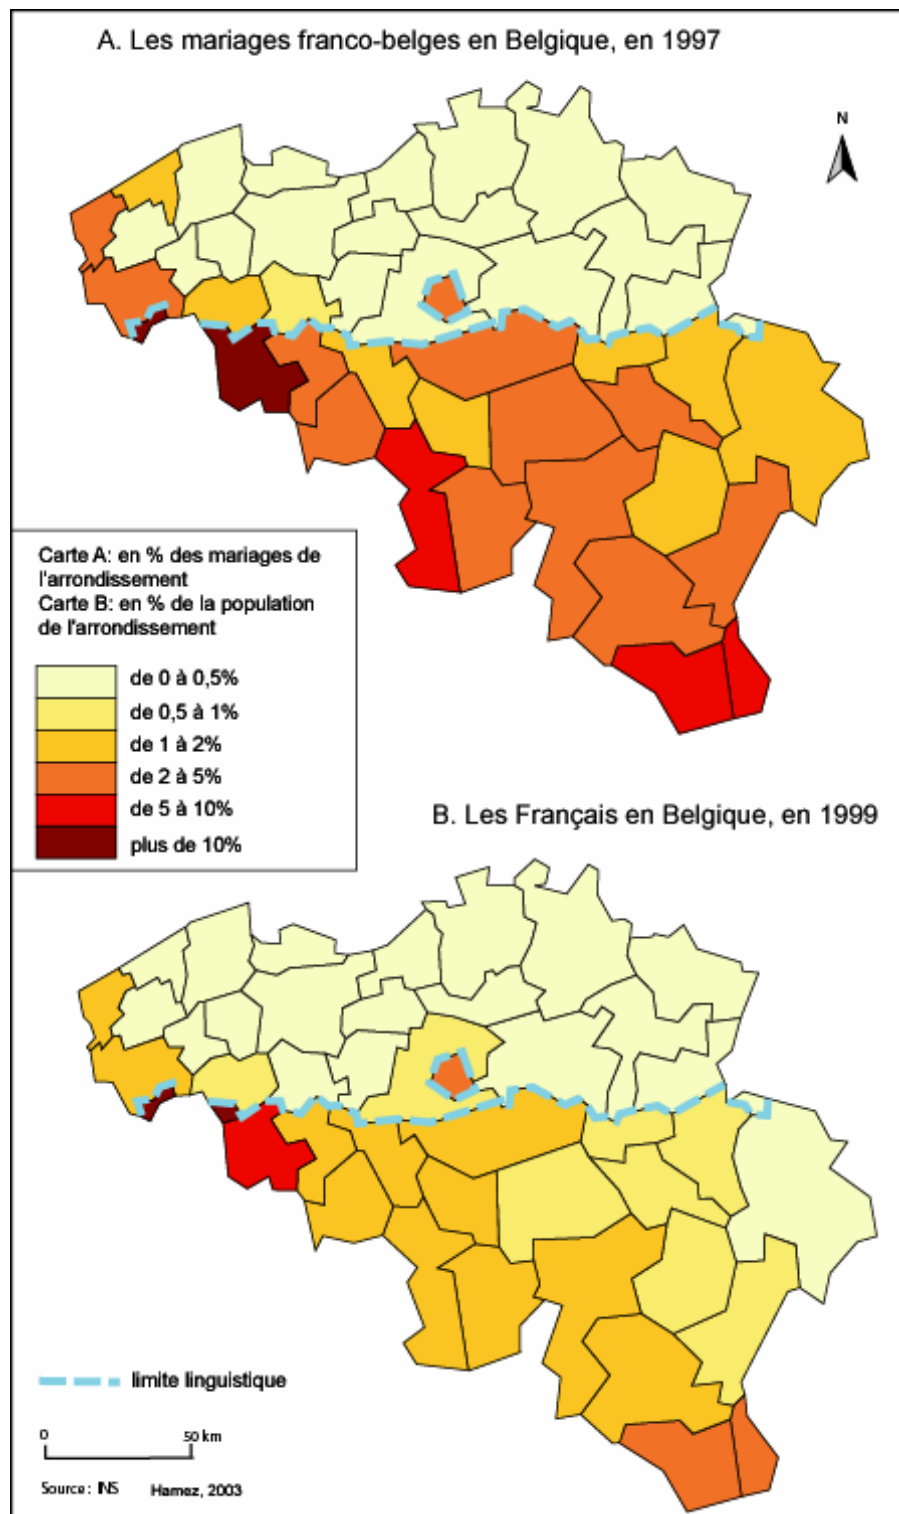 A. Les mariages franco-belges en Belgique, en 1997
N
Carte A: en % des mariages de
l'arrondissement
Carte B: en % de la population
de l'arrondissement
de 0 à 0,5%
de 0,5 à 1%
de 1 à 2%
de 2 à 5%
de 5 à 10%
plus de 10%
B. Les Français en Belgique, en 1999
limite linguistique
0 50 km
Source: INS Hamez, 2003